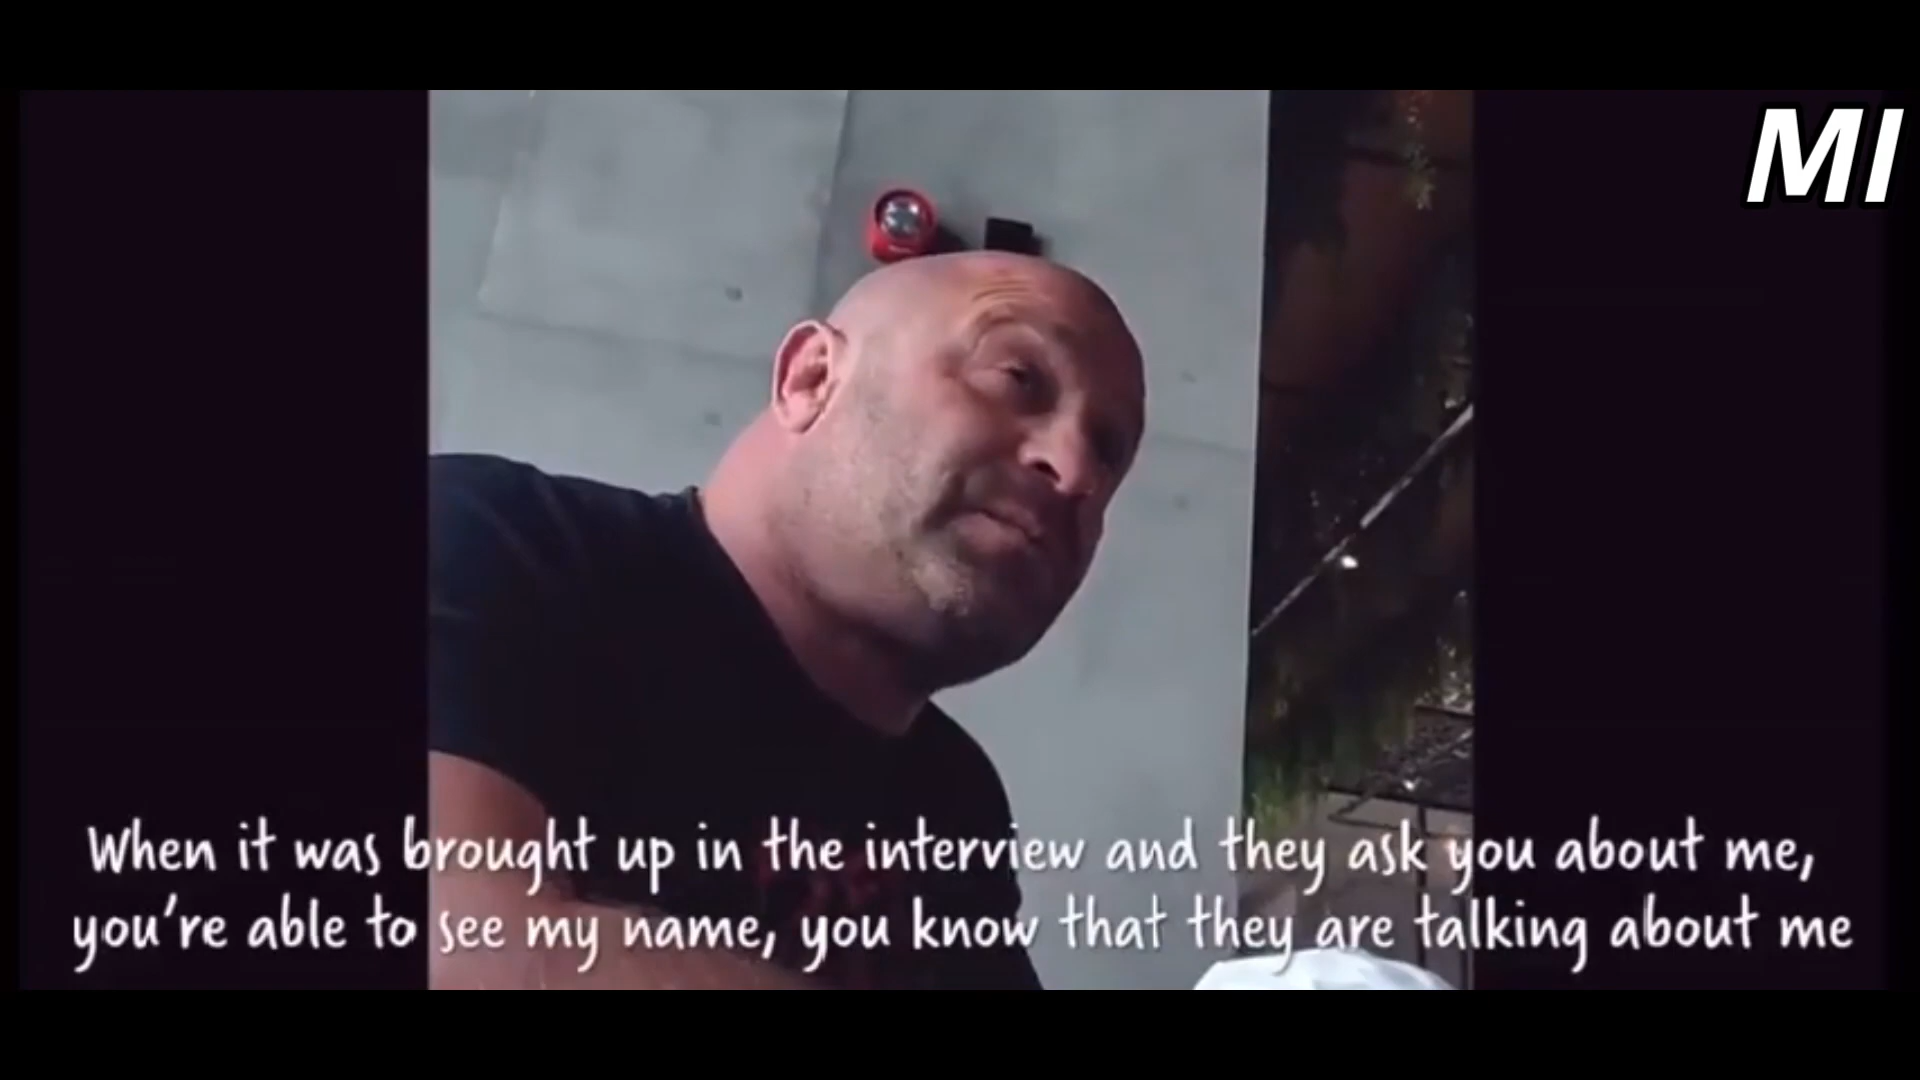 MI
When it was brought up in the interview and they ask you about me,
you're able to see my name, you know that they are talking about me